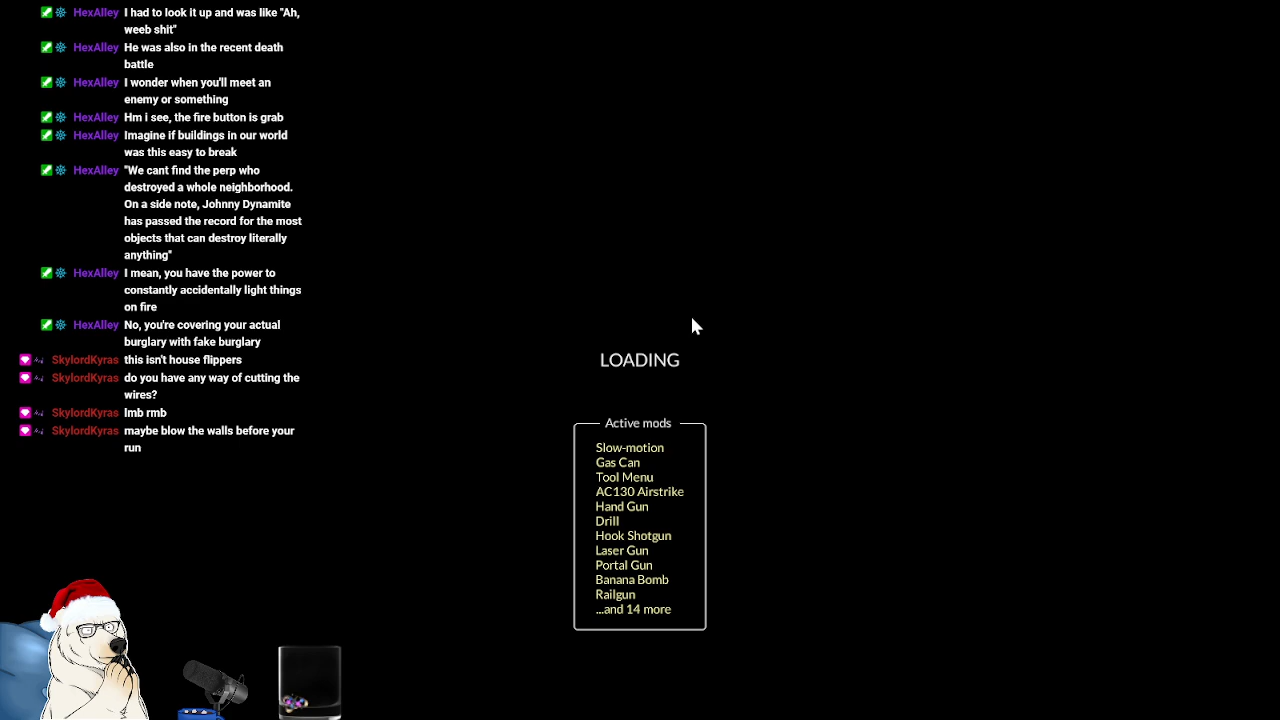 HexAlley I had to look it up and was like "Ah,
weeb shit"
HexAlley He was also in the recent death
battle
HexAlley I wonder when you'll meet an
enemy or something
HexAlley Hm i see, the fire button is grab
HexAlley Imagine if buildings in our world
was this easy to break
HexAlley "We cant find the perp who
destroyed a whole neighborhood.
On a side note, Johnny Dynamite
has passed the record for the most
objects that can destroy literally
anything"
HexAlley I mean, you have the power to
constantly accidentally light things
on fire
HexAlley No, you're covering your actual
burglary with fake burglary
SkylordKyras this isn't house flippers
SkylordKyras do you have any way of cutting the
wires?
SkylordKyras lmb rmb
SkylordKyras maybe blow the walls before your
run
LOADING
Active mods
Slow-motion
Gas Can
Tool Menu
AC130 Airstrike
Hand Gun
Drill
Hook Shotgun
Laser Gun
Portal Gun
Banana Bomb
Railgun
...and 14 more